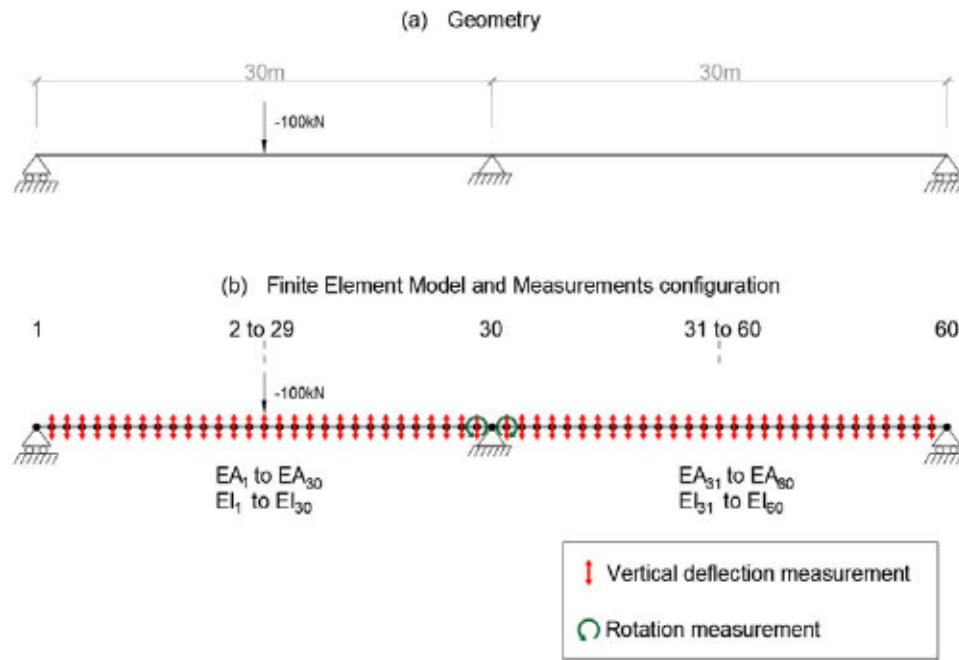 (a) Geometry
30m 30m
-100kN
(b) Finite Element Model and Measurements configuration
1 2 to 29 30 31 to 60 60
-100kN
EA1 to EA30 EA31 to EA60
EI1 to EI30 EI31 to EI60
Vertical deflection measurement
Rotation measurement